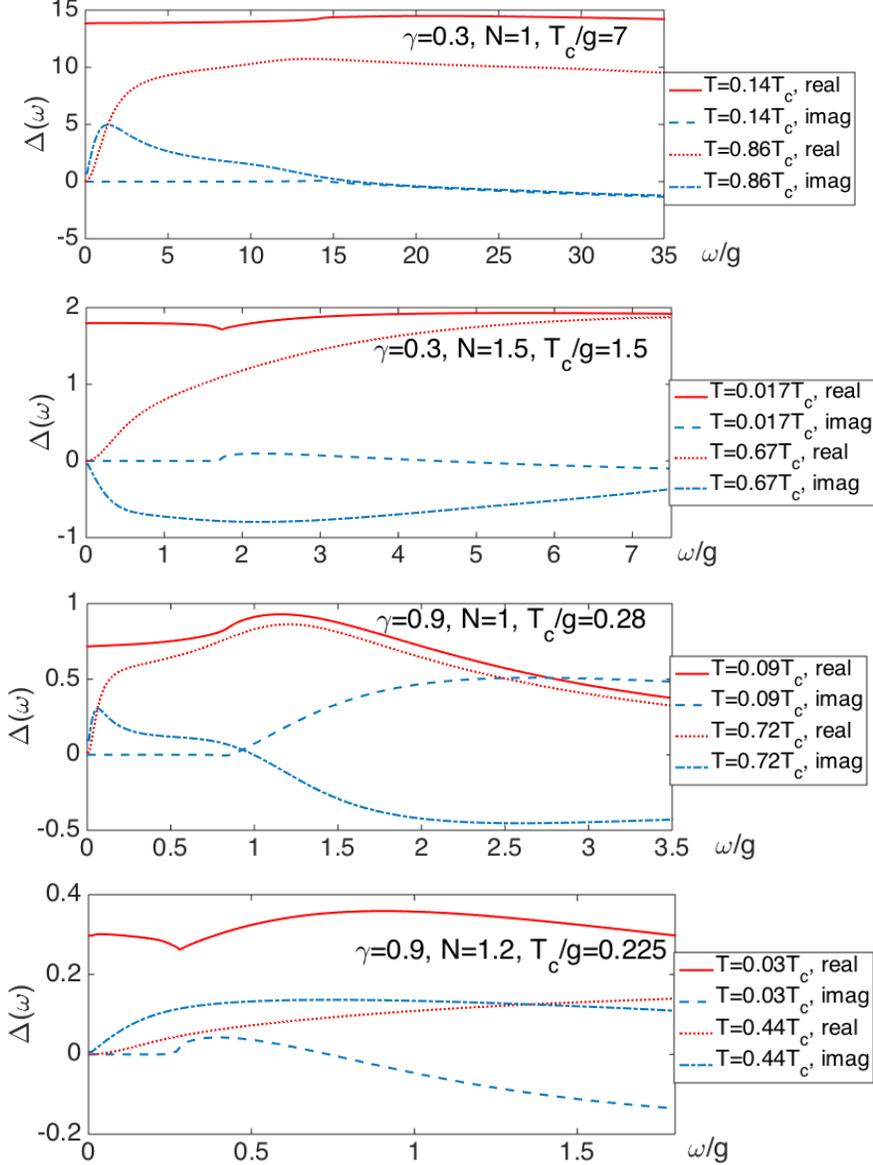 15
γ=0.3, N=1, T_c/g=7
10
5
0
-5
Δ(ω)
0 5 10 15 20 25 30 35 ω/g
T=0.14T_c, real
T=0.14T_c, imag
T=0.86T_c, real
T=0.86T_c, imag
2
γ=0.3, N=1.5, T_c/g=1.5
1
0
-1
Δ(ω)
0 1 2 3 4 5 6 7 ω/g
T=0.017T_c, real
T=0.017T_c, imag
T=0.67T_c, real
T=0.67T_c, imag
1
γ=0.9, N=1, T_c/g=0.28
0.5
0
-0.5
Δ(ω)
0 0.5 1 1.5 2 2.5 3 3.5 ω/g
T=0.09T_c, real
T=0.09T_c, imag
T=0.72T_c, real
T=0.72T_c, imag
0.4
γ=0.9, N=1.2, T_c/g=0.225
0.2
0
-0.2
Δ(ω)
0 0.5 1 1.5 ω/g
T=0.03T_c, real
T=0.03T_c, imag
T=0.44T_c, real
T=0.44T_c, imag